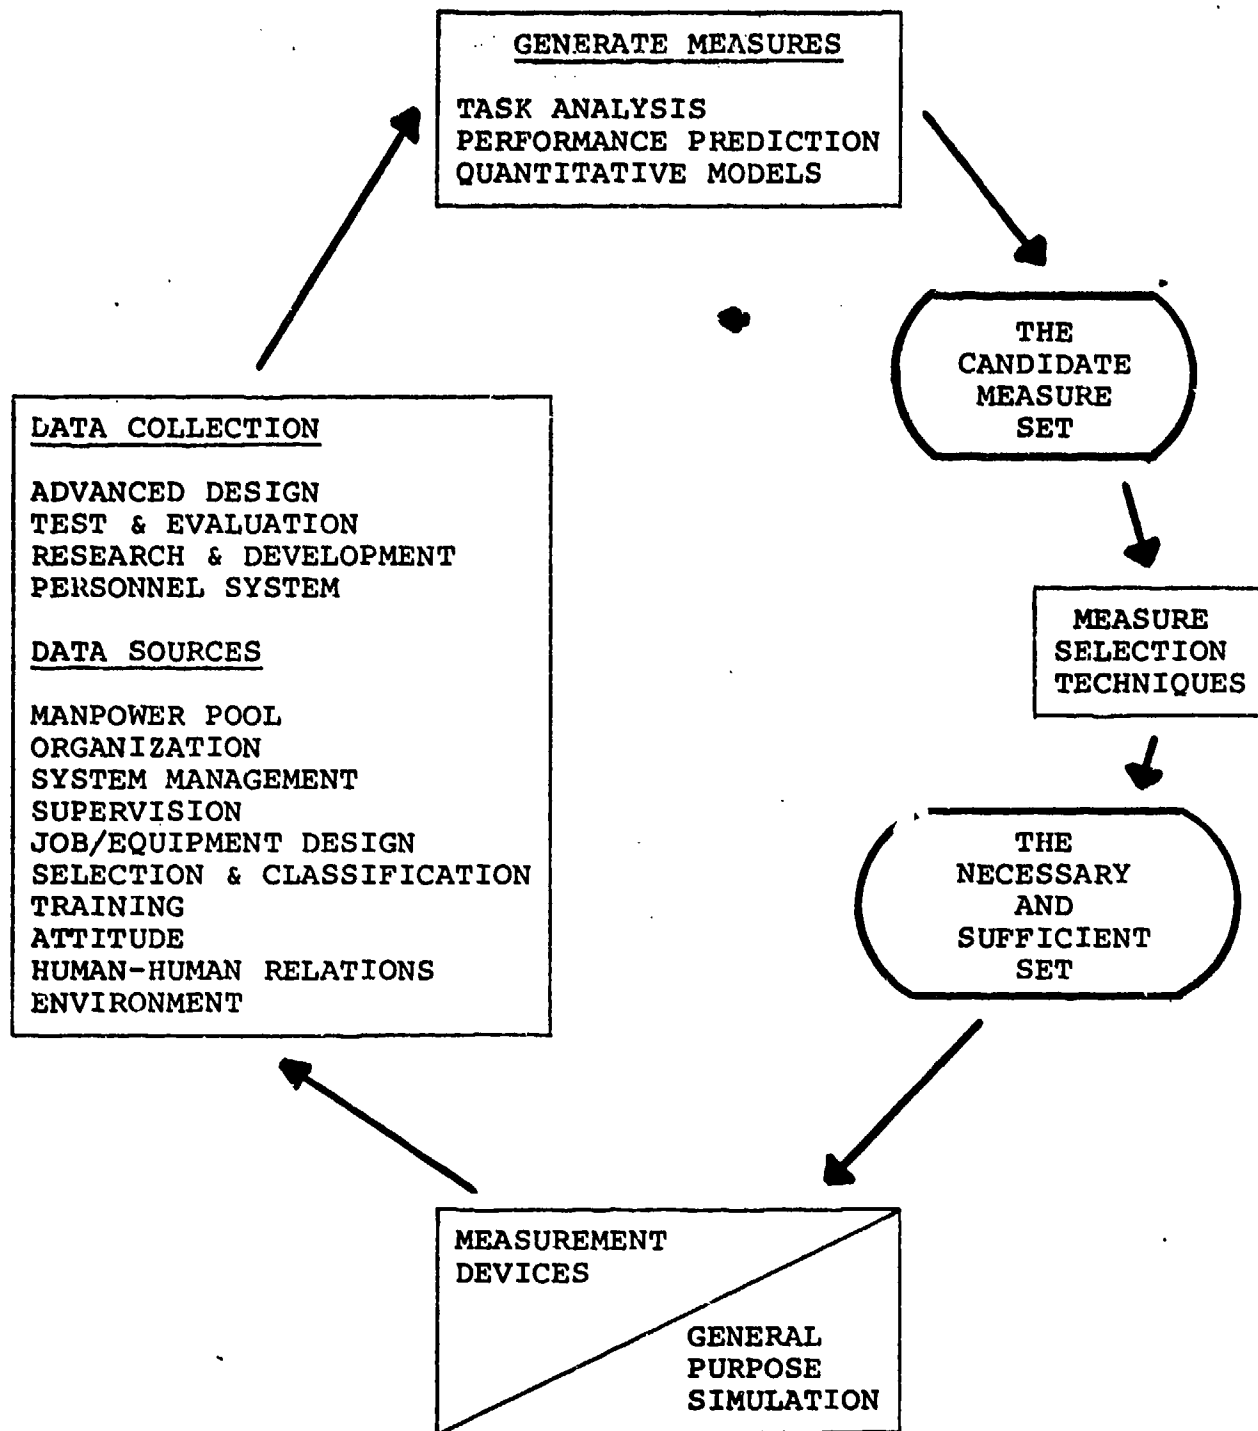 GENERATE MEASURES
TASK ANALYSIS
PERFORMANCE PREDICTION
QUANTITATIVE MODELS
THE
CANDIDATE
MEASURE
SET
MEASURE
SELECTION
TECHNIQUES
THE
NECESSARY
AND
SUFFICIENT
SET
MEASUREMENT
DEVICES
GENERAL
PURPOSE
SIMULATION
DATA COLLECTION
ADVANCED DESIGN
TEST & EVALUATION
RESEARCH & DEVELOPMENT
PERSONNEL SYSTEM
DATA SOURCES
MANPOWER POOL
ORGANIZATION
SYSTEM MANAGEMENT
SUPERVISION
JOB/EQUIPMENT DESIGN
SELECTION & CLASSIFICATION
TRAINING
ATTITUDE
HUMAN-HUMAN RELATIONS
ENVIRONMENT